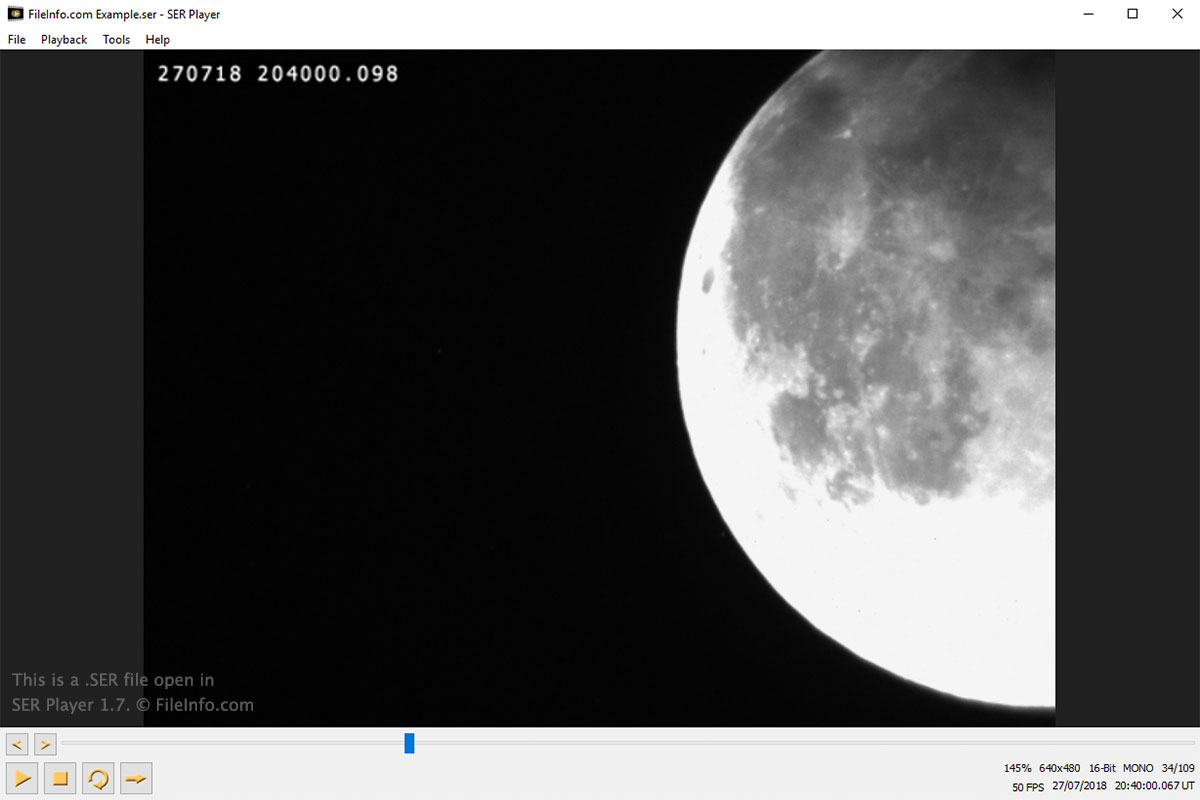 FileInfo.com Example.ser - SER Player
File Playback Tools Help
270718 204000.098
This is a .SER file open in
SER Player 1.7. © FileInfo.com
145% 640x480 16-Bit MONO 34/109
50 FPS 27/07/2018 20:40:00.067 UT